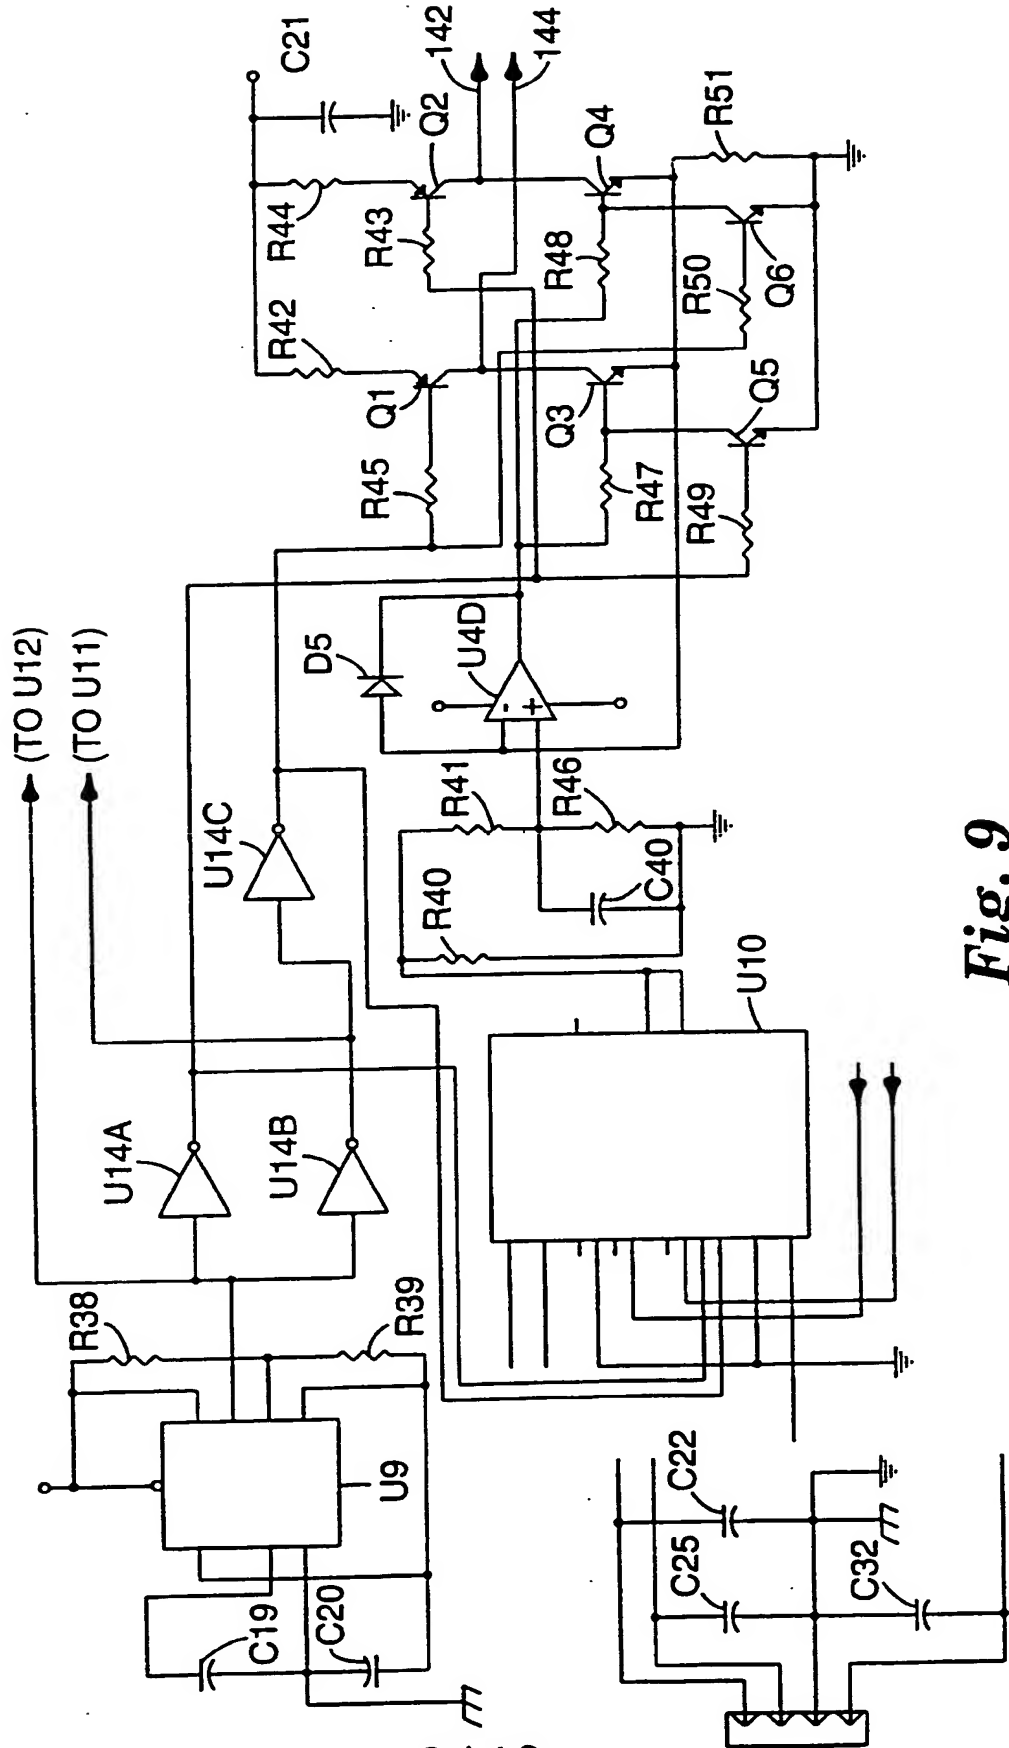 (TO U12)
(TO U11)
142
144
C21
R44
R42
Q2
R43
Q1
R45
Q4
R48
Q3
R47
R51
R50
Q6
Q5
R49
D5
U4D
-
+
U14C
R41
R46
R40
C40
U10
U14A
U14B
R38
R39
U9
C19
C20
C22
C25
C32
Fig. 9